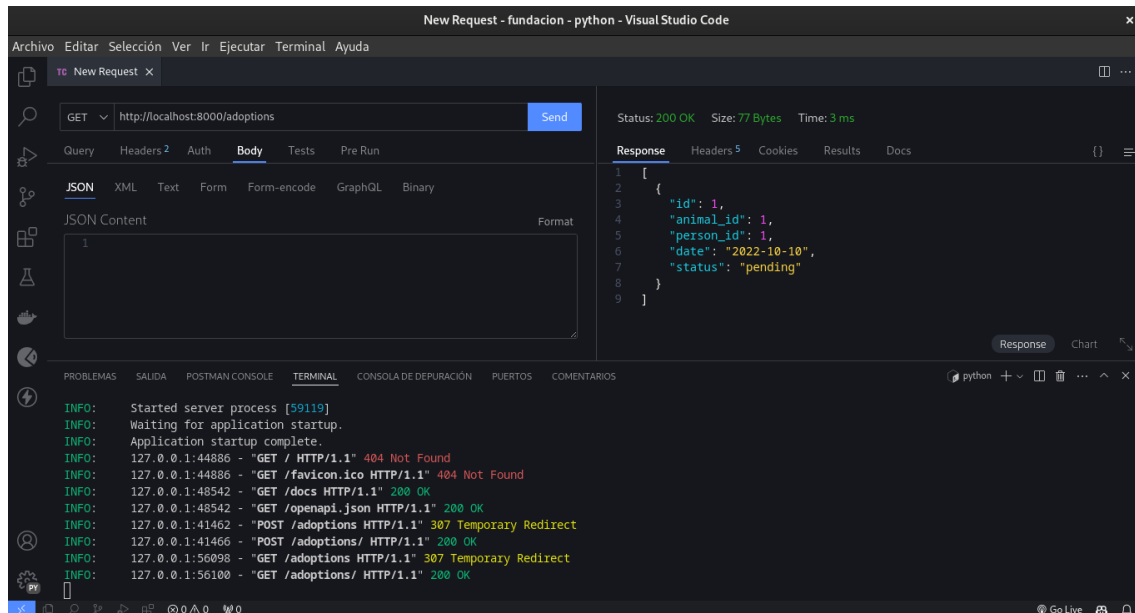 New Request - fundacion - python - Visual Studio Code
Archivo Editar Selección Ver Ir Ejecutar Terminal Ayuda
TC New Request
GET http://localhost:8000/adoptions Send
Query Headers 2 Auth Body Tests Pre Run
JSON XML Text Form Form-encode GraphQL Binary
JSON Content Format
1
Status: 200 OK Size: 77 Bytes Time: 3 ms
Response Headers 5 Cookies Results Docs {}
1 [
2 {
3 "id": 1,
4 "animal_id": 1,
5 "person_id": 1,
6 "date": "2022-10-10",
7 "status": "pending"
8 }
9 ]
Response Chart
PROBLEMAS SALIDA POSTMAN CONSOLE TERMINAL CONSOLA DE DEPURACIÓN PUERTOS COMENTARIOS python
INFO: Started server process [59119]
INFO: Waiting for application startup.
INFO: Application startup complete.
INFO: 127.0.0.1:44886 - "GET / HTTP/1.1" 404 Not Found
INFO: 127.0.0.1:44886 - "GET /favicon.ico HTTP/1.1" 404 Not Found
INFO: 127.0.0.1:48542 - "GET /docs HTTP/1.1" 200 OK
INFO: 127.0.0.1:48542 - "GET /openapi.json HTTP/1.1" 200 OK
INFO: 127.0.0.1:41462 - "POST /adoptions HTTP/1.1" 307 Temporary Redirect
INFO: 127.0.0.1:41466 - "POST /adoptions/ HTTP/1.1" 200 OK
INFO: 127.0.0.1:56098 - "GET /adoptions HTTP/1.1" 307 Temporary Redirect
INFO: 127.0.0.1:56100 - "GET /adoptions/ HTTP/1.1" 200 OK
PY
0 0 0 Go Live